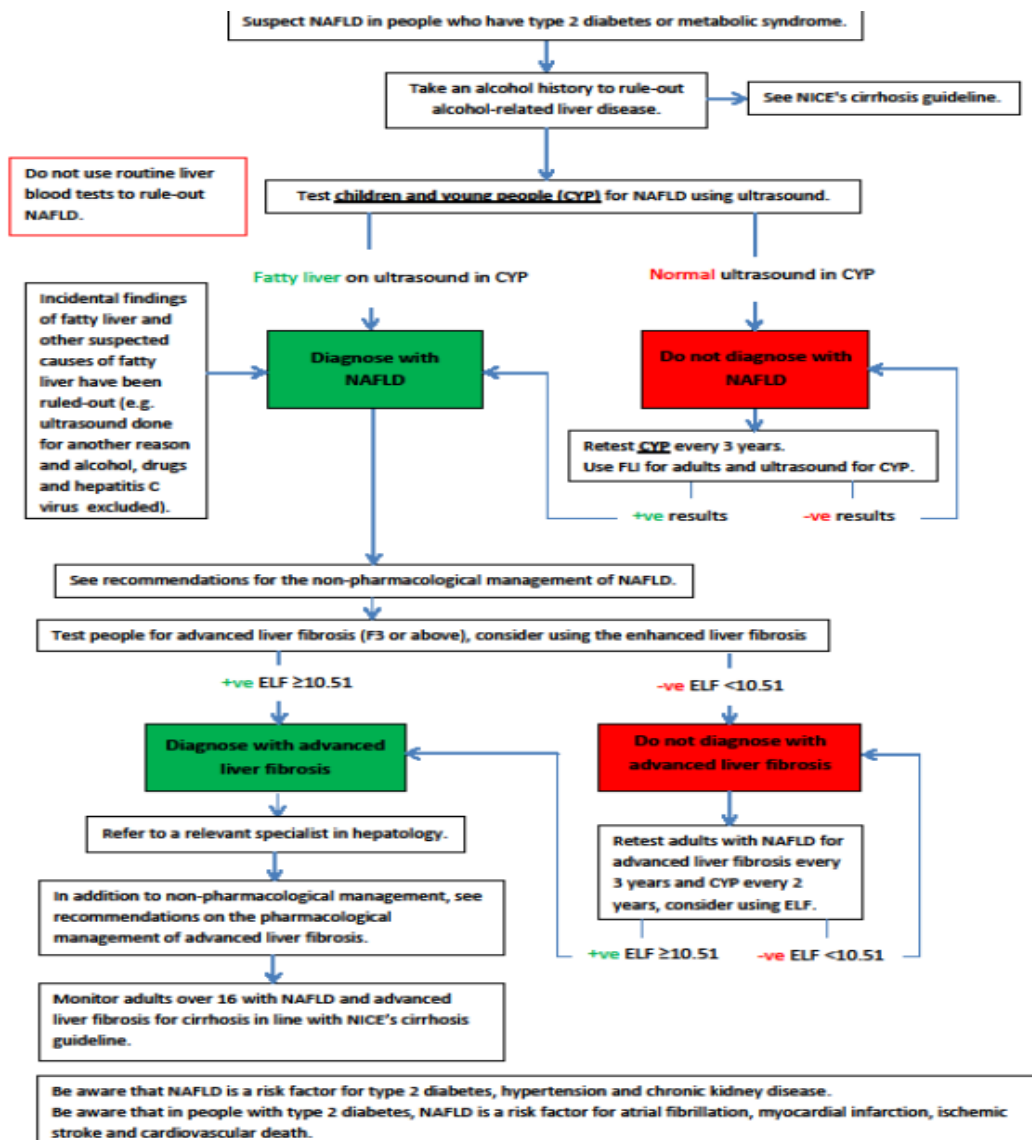 Suspect NAFLD in people who have type 2 diabetes or metabolic syndrome.
Take an alcohol history to rule-out
alcohol-related liver disease.
See NICE's cirrhosis guideline.
Do not use routine liver
blood tests to rule-out
NAFLD.
Test children and young people (CYP) for NAFLD using ultrasound.
Fatty liver on ultrasound in CYP
Normal ultrasound in CYP
Incidental findings
of fatty liver and
other suspected
causes of fatty
liver have been
ruled-out (e.g.
ultrasound done
for another reason
and alcohol, drugs
and hepatitis C
virus excluded).
Diagnose with
NAFLD
Do not diagnose with
NAFLD
Retest CYP every 3 years.
Use FLI for adults and ultrasound for CYP.
+ve results
-ve results
See recommendations for the non-pharmacological management of NAFLD.
Test people for advanced liver fibrosis (F3 or above), consider using the enhanced liver fibrosis
+ve ELF ≥10.51
-ve ELF <10.51
Diagnose with advanced
liver fibrosis
Do not diagnose with
advanced liver fibrosis
Refer to a relevant specialist in hepatology.
Retest adults with NAFLD for
advanced liver fibrosis every
3 years and CYP every 2
years, consider using ELF.
In addition to non-pharmacological management, see
recommendations on the pharmacological
management of advanced liver fibrosis.
+ve ELF ≥10.51
-ve ELF <10.51
Monitor adults over 16 with NAFLD and advanced
liver fibrosis for cirrhosis in line with NICE's cirrhosis
guideline.
Be aware that NAFLD is a risk factor for type 2 diabetes, hypertension and chronic kidney disease.
Be aware that in people with type 2 diabetes, NAFLD is a risk factor for atrial fibrillation, myocardial infarction, ischemic
stroke and cardiovascular death.